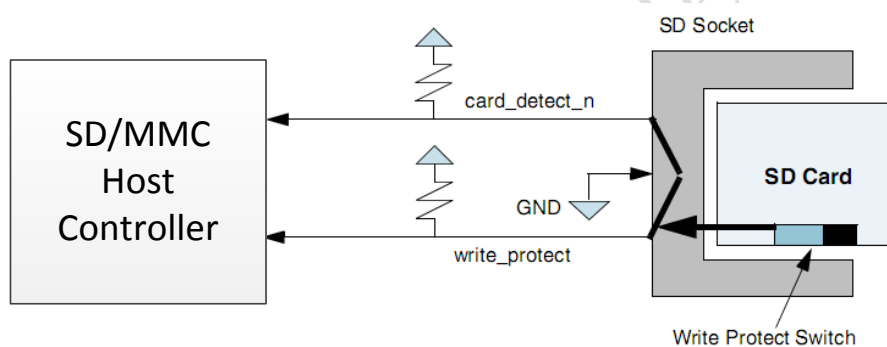 SD Socket
card_detect_n
SD/MMC
Host
Controller
SD Card
GND
write_protect
Write Protect Switch